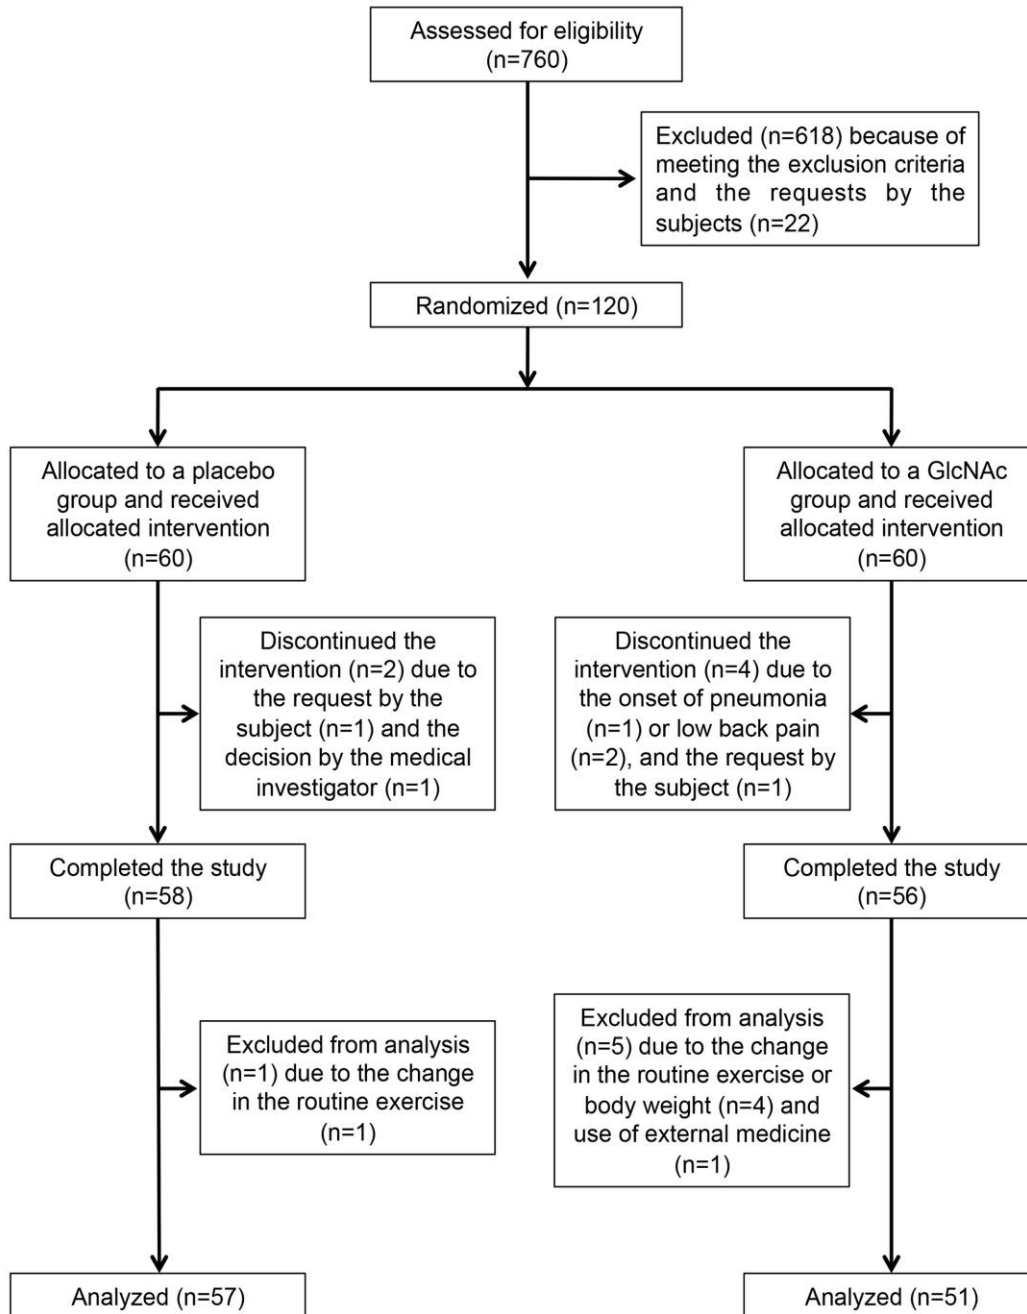 Assessed for eligibility
(n=760)
Excluded (n=618) because of
meeting the exclusion criteria
and the requests by the
subjects (n=22)
Randomized (n=120)
Allocated to a placebo
group and received
allocated intervention
(n=60)
Allocated to a GlcNAc
group and received
allocated intervention
(n=60)
Discontinued the
intervention (n=2) due to
the request by the
subject (n=1) and the
decision by the medical
investigator (n=1)
Discontinued the
intervention (n=4) due to
the onset of pneumonia
(n=1) or low back pain
(n=2), and the request by
the subject (n=1)
Completed the study
(n=58)
Completed the study
(n=56)
Excluded from analysis
(n=1) due to the change
in the routine exercise
(n=1)
Excluded from analysis
(n=5) due to the change
in the routine exercise or
body weight (n=4) and
use of external medicine
(n=1)
Analyzed (n=57)
Analyzed (n=51)